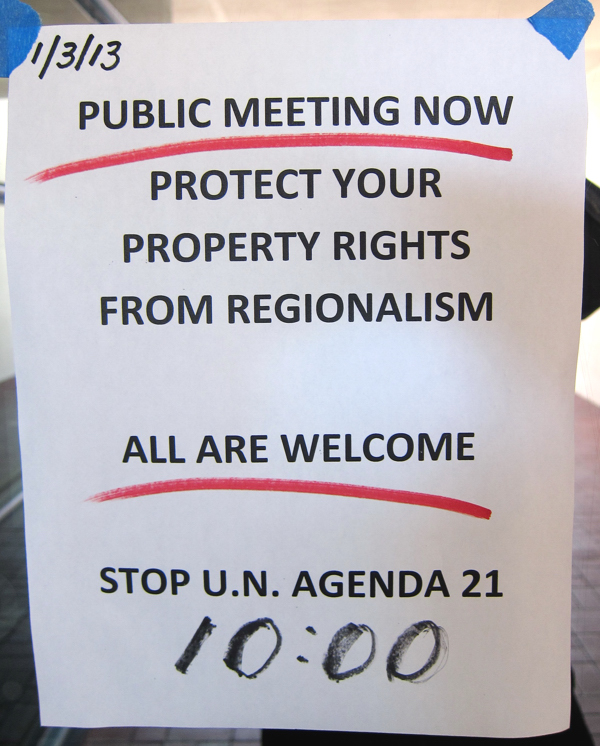 1/3/13
PUBLIC MEETING NOW
PROTECT YOUR
PROPERTY RIGHTS
FROM REGIONALISM
ALL ARE WELCOME
STOP U.N. AGENDA 21
10:00